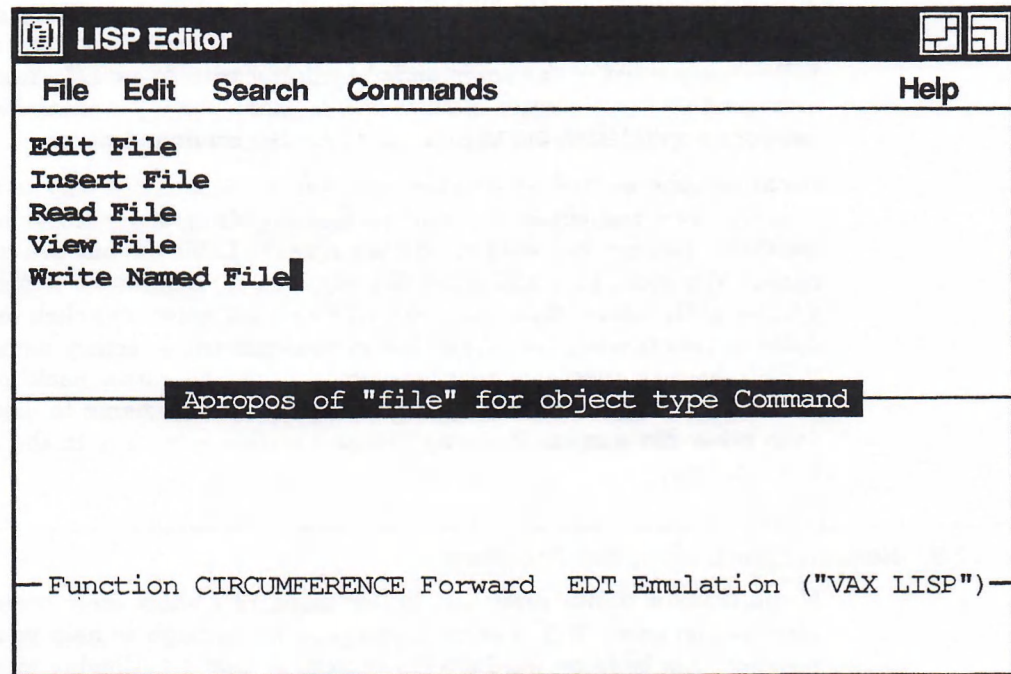 LISP Editor
File Edit Search Commands Help
Edit File
Insert File
Read File
View File
Write Named File
Apropos of "file" for object type Command
Function CIRCUMFERENCE Forward EDT Emulation ("VAX LISP")